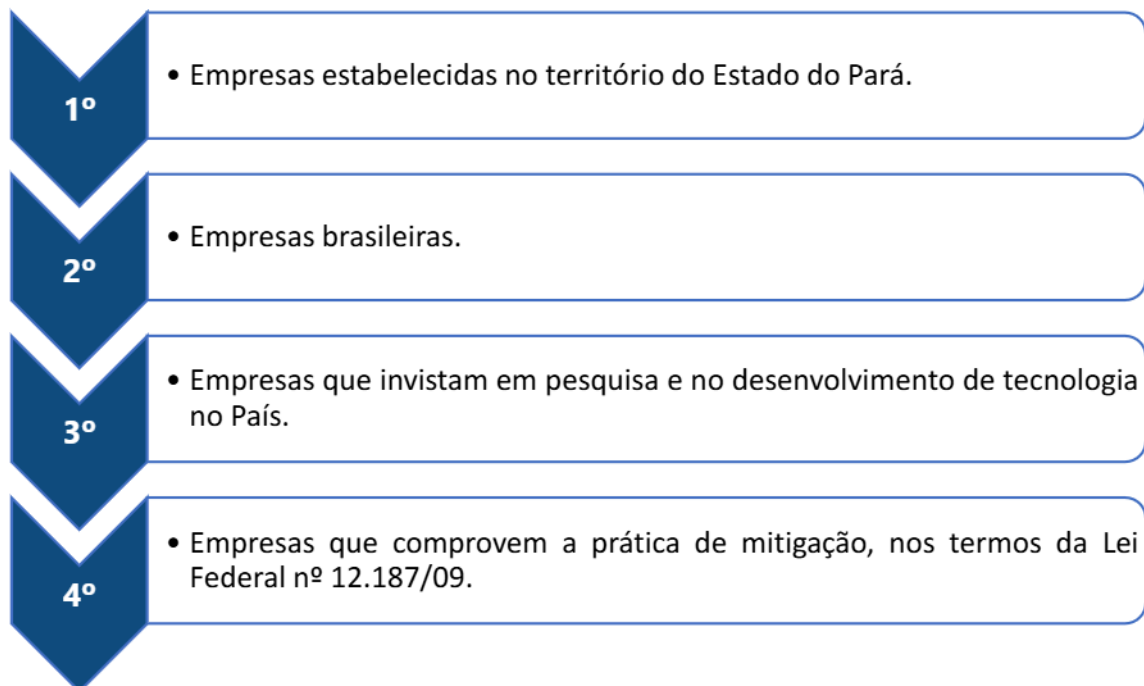 1º
• Empresas estabelecidas no território do Estado do Pará.
2º
• Empresas brasileiras.
3º
• Empresas que invistam em pesquisa e no desenvolvimento de tecnologia
no País.
4º
• Empresas que comprovem a prática de mitigação, nos termos da Lei
Federal nº 12.187/09.